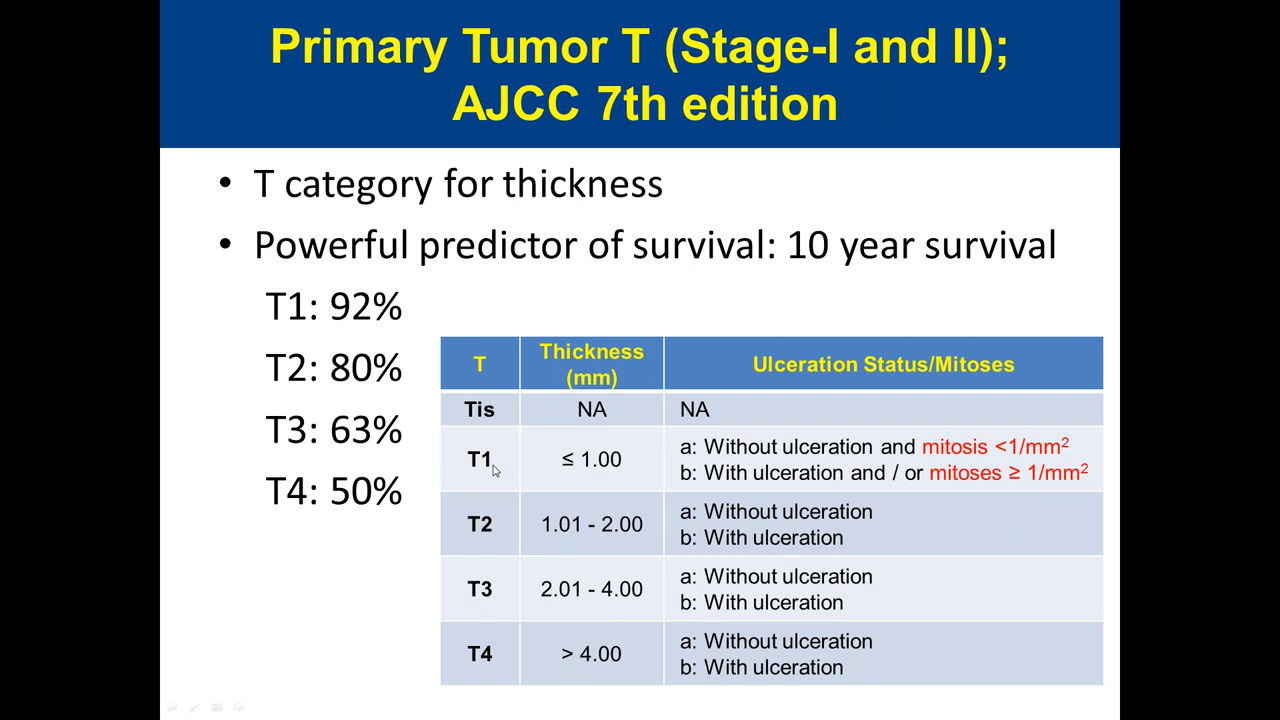 Primary Tumor T (Stage-I and II);
AJCC 7th edition
• T category for thickness
• Powerful predictor of survival: 10 year survival
T1: 92%
T2: 80%
T3: 63%
T4: 50%
T Thickness (mm) Ulceration Status/Mitoses
Tis NA NA
T1 ≤ 1.00 a: Without ulceration and mitosis <1/mm²
b: With ulceration and / or mitoses ≥ 1/mm²
T2 1.01 - 2.00 a: Without ulceration
b: With ulceration
T3 2.01 - 4.00 a: Without ulceration
b: With ulceration
T4 > 4.00 a: Without ulceration
b: With ulceration